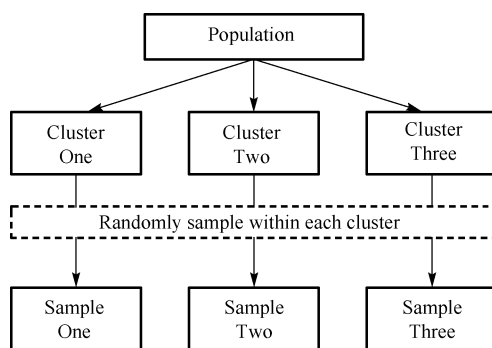 Population
Cluster
One
Cluster
Two
Cluster
Three
Randomly sample within each cluster
Sample
One
Sample
Two
Sample
Three